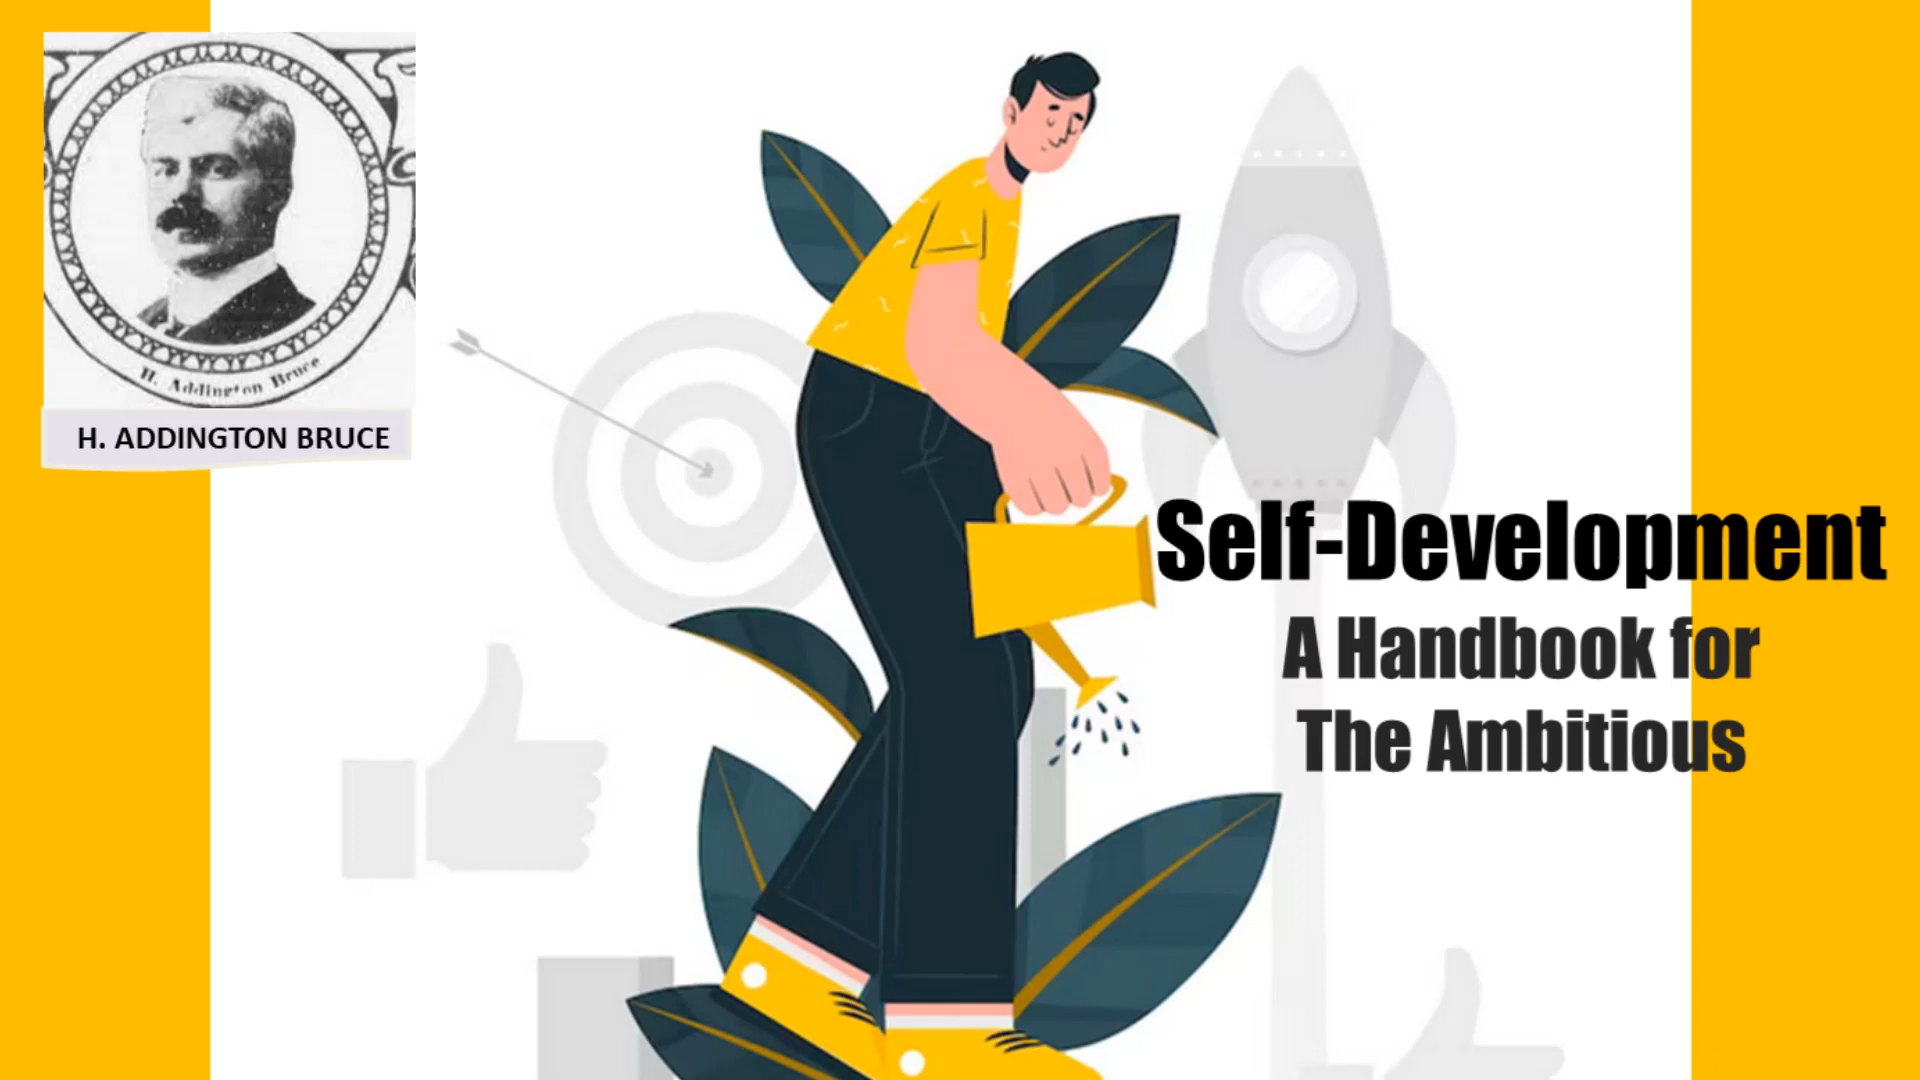 H. Addington Bruce
H. ADDINGTON BRUCE
Self-Development
A Handbook for
The Ambitious